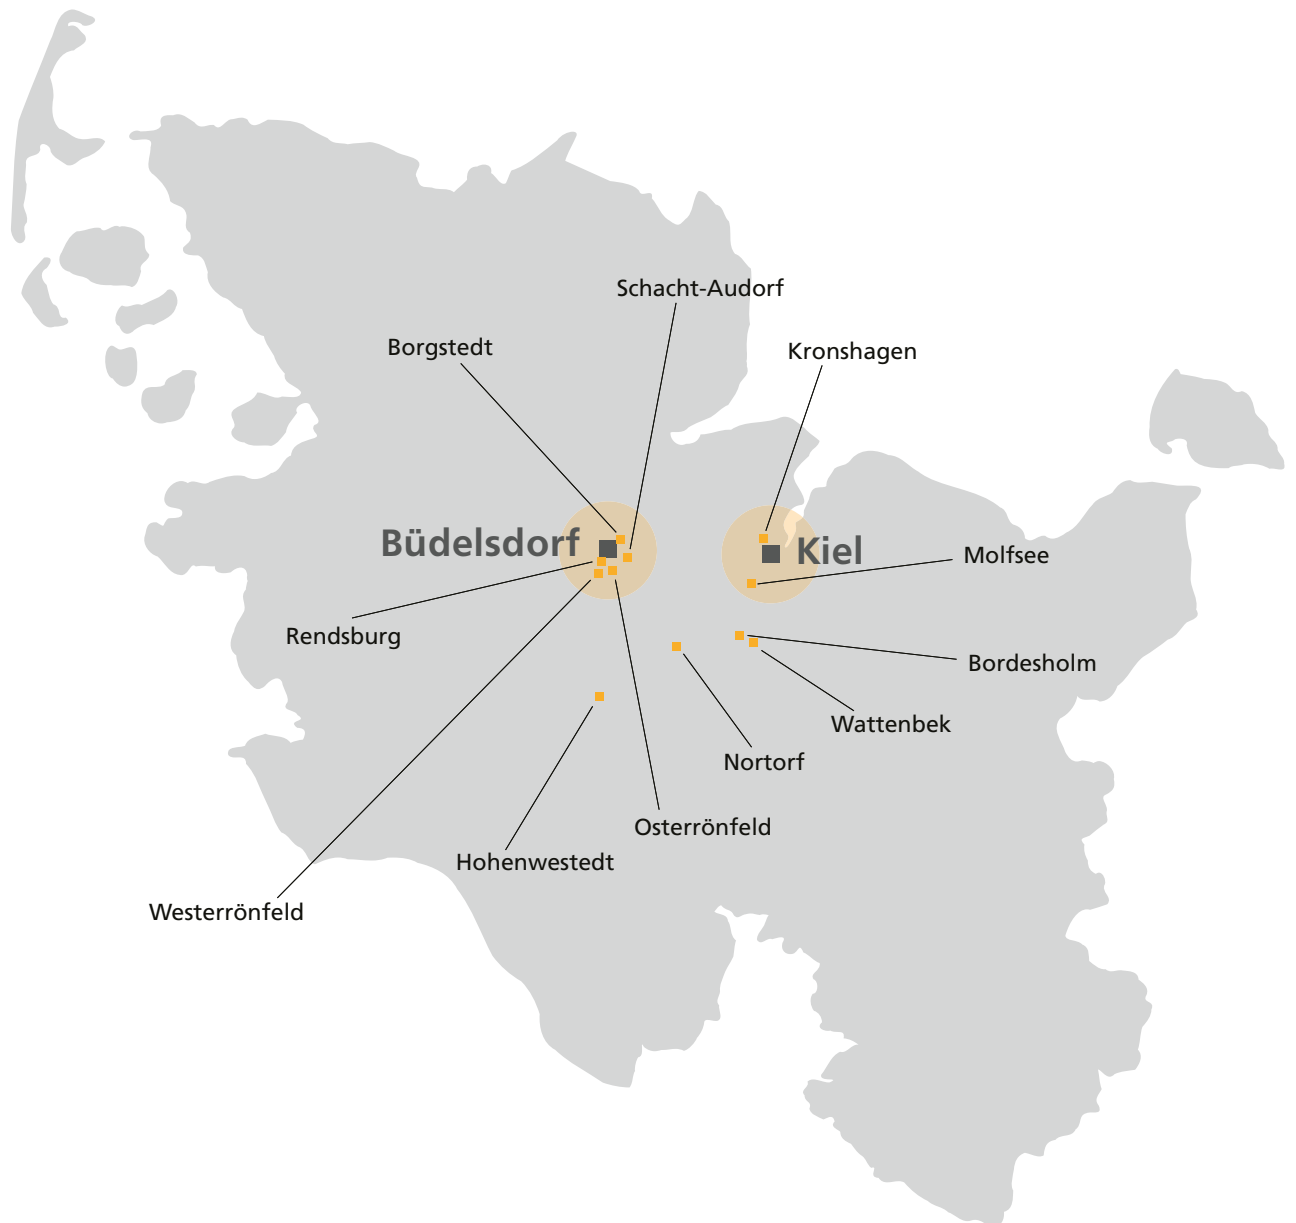 Schacht-Audorf
Borgstedt
Kronshagen
Büdelsdorf
Kiel
Molfsee
Rendsburg
Bordesholm
Wattenbek
Nortorf
Osterrönfeld
Hohenwestedt
Westerrönfeld